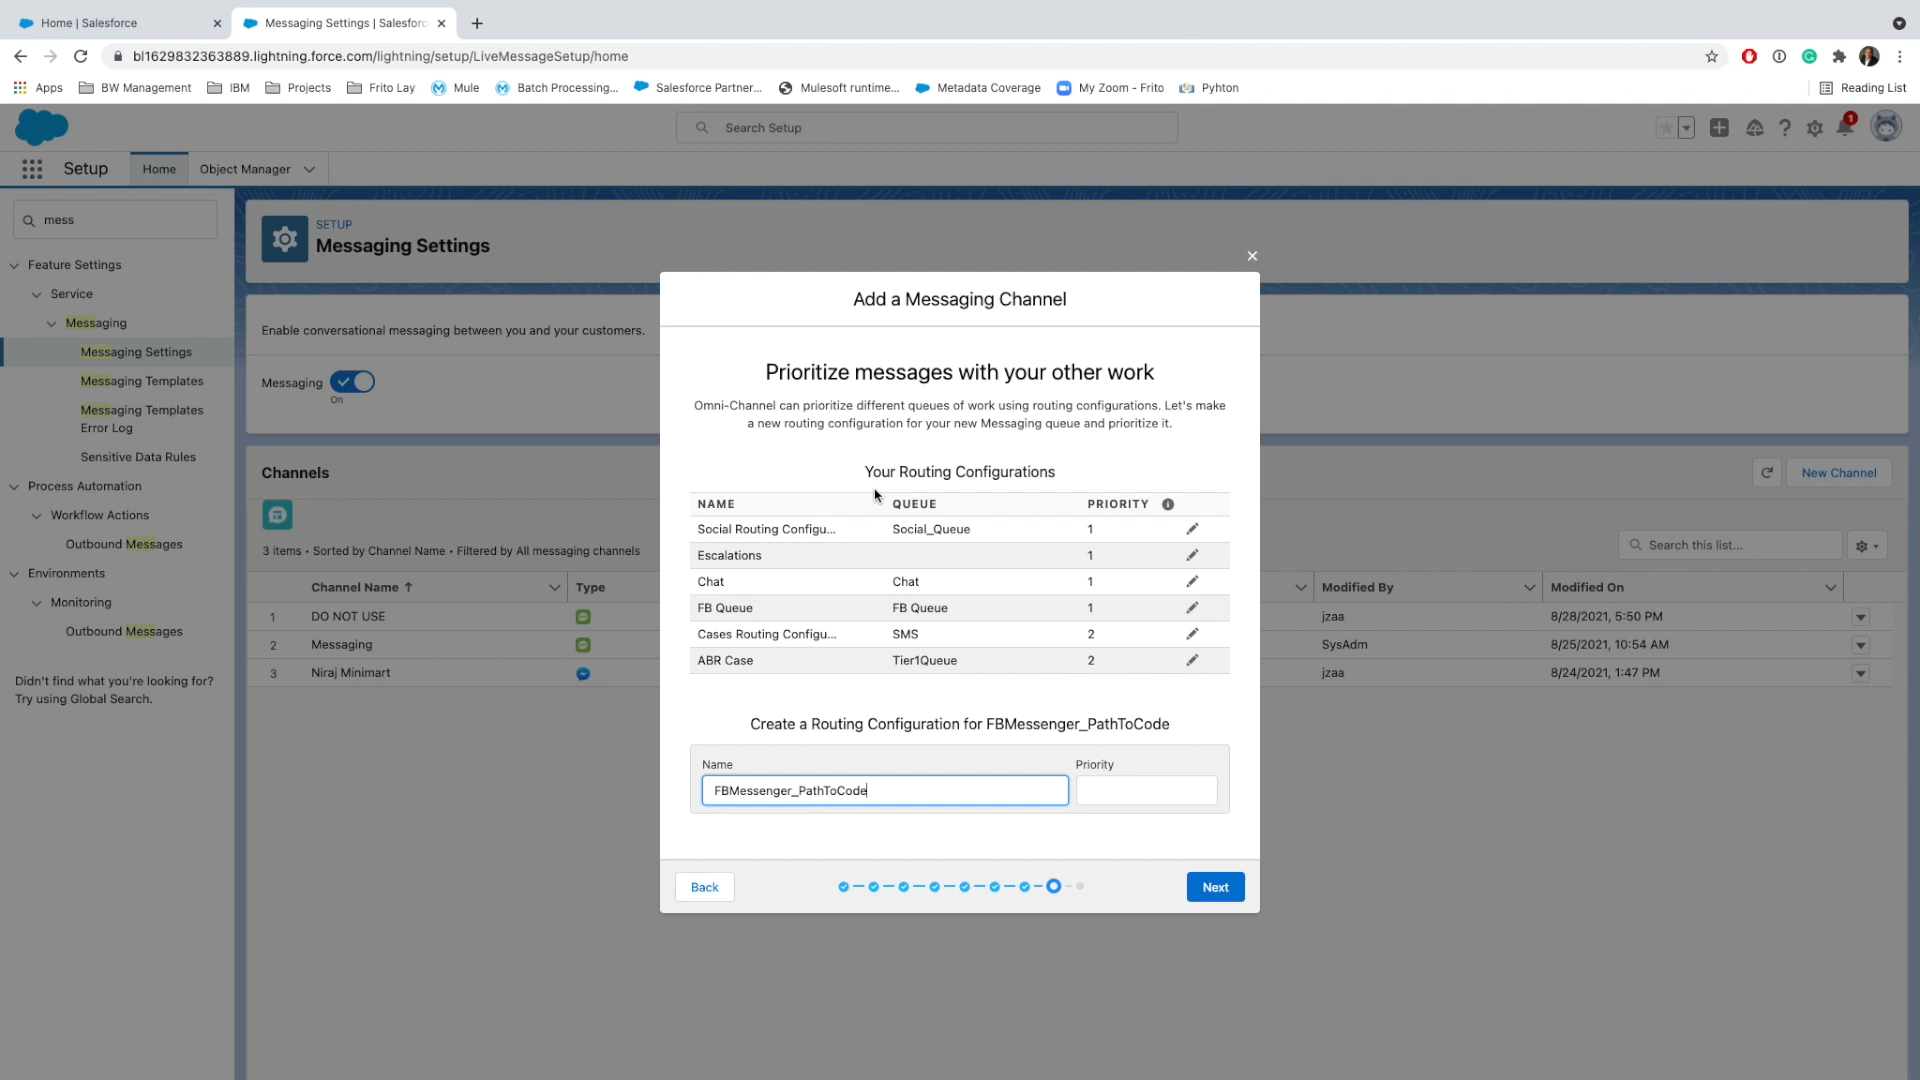 Home | Salesforce
Messaging Settings | Salesforc
bl1629832363889.lightning.force.com/lightning/setup/LiveMessageSetup/home
Apps BW Management IBM Projects Frito Lay Mule Batch Processing... Salesforce Partner... Mulesoft runtime... Metadata Coverage My Zoom - Frito Pyhton Reading List
Search Setup
1
Setup Home Object Manager
mess
Feature Settings
Service
Messaging
Messaging Settings
Messaging Templates
Messaging Templates
Error Log
Sensitive Data Rules
Process Automation
Workflow Actions
Outbound Messages
Environments
Monitoring
Outbound Messages
Didn't find what you're looking for?
Try using Global Search.
SETUP
Messaging Settings
Enable conversational messaging between you and your customers.
Messaging
On
Channels
New Channel
3 items • Sorted by Channel Name • Filtered by All messaging channels
Search this list...
Channel Name Type Modified By Modified On
1 DO NOT USE jzaa 8/28/2021, 5:50 PM
2 Messaging SysAdm 8/25/2021, 10:54 AM
3 Niraj Minimart jzaa 8/24/2021, 1:47 PM
Add a Messaging Channel
Prioritize messages with your other work
Omni-Channel can prioritize different queues of work using routing configurations. Let's make
a new routing configuration for your new Messaging queue and prioritize it.
Your Routing Configurations
NAME QUEUE PRIORITY
Social Routing Configu... Social_Queue 1
Escalations 1
Chat Chat 1
FB Queue FB Queue 1
Cases Routing Configu... SMS 2
ABR Case Tier1Queue 2
Create a Routing Configuration for FBMessenger_PathToCode
Name Priority
FBMessenger_PathToCode
Back Next